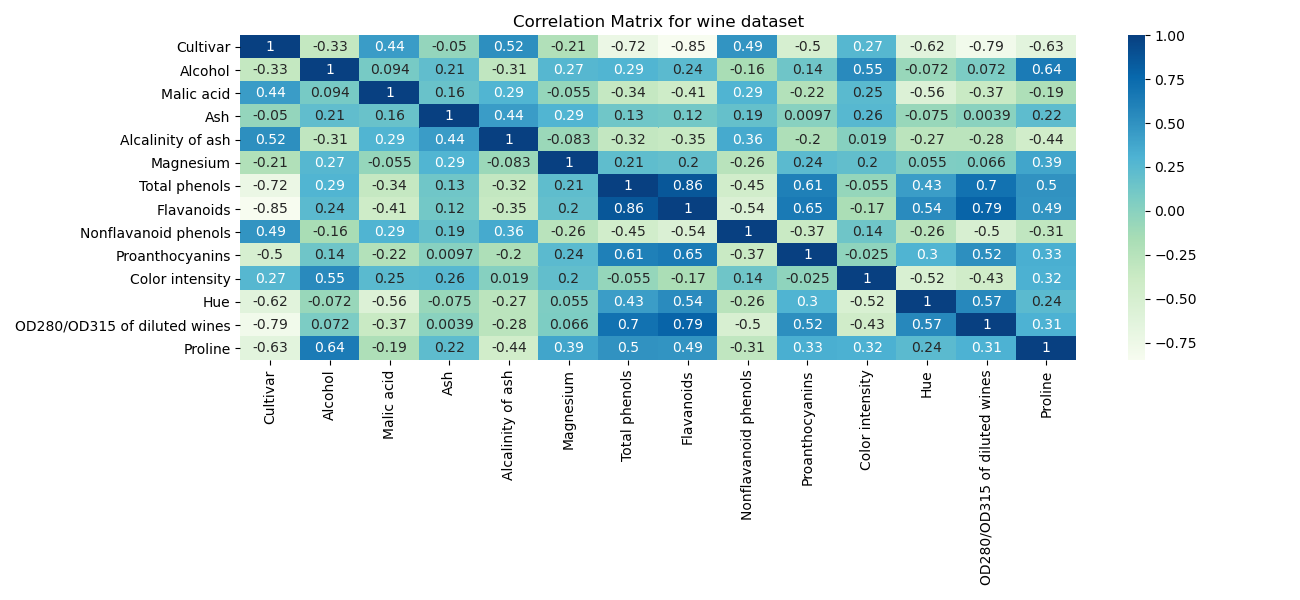 Correlation Matrix for wine dataset
Cultivar 1 -0.33 0.44 -0.05 0.52 -0.21 -0.72 -0.85 0.49 -0.5 0.27 -0.62 -0.79 -0.63
Alcohol -0.33 1 0.094 0.21 -0.31 0.27 0.29 0.24 -0.16 0.14 0.55 -0.072 0.072 0.64
Malic acid 0.44 0.094 1 0.16 0.29 -0.055 -0.34 -0.41 0.29 -0.22 0.25 -0.56 -0.37 -0.19
Ash -0.05 0.21 0.16 1 0.44 0.29 0.13 0.12 0.19 0.0097 0.26 -0.075 0.0039 0.22
Alcalinity of ash 0.52 -0.31 0.29 0.44 1 -0.083 -0.32 -0.35 0.36 -0.2 0.019 -0.27 -0.28 -0.44
Magnesium -0.21 0.27 -0.055 0.29 -0.083 1 0.21 0.2 -0.26 0.24 0.2 0.055 0.066 0.39
Total phenols -0.72 0.29 -0.34 0.13 -0.32 0.21 1 0.86 -0.45 0.61 -0.055 0.43 0.7 0.5
Flavanoids -0.85 0.24 -0.41 0.12 -0.35 0.2 0.86 1 -0.54 0.65 -0.17 0.54 0.79 0.49
Nonflavanoid phenols 0.49 -0.16 0.29 0.19 0.36 -0.26 -0.45 -0.54 1 -0.37 0.14 -0.26 -0.5 -0.31
Proanthocyanins -0.5 0.14 -0.22 0.0097 -0.2 0.24 0.61 0.65 -0.37 1 -0.025 0.3 0.52 0.33
Color intensity 0.27 0.55 0.25 0.26 0.019 0.2 -0.055 -0.17 0.14 -0.025 1 -0.52 -0.43 0.32
Hue -0.62 -0.072 -0.56 -0.075 -0.27 0.055 0.43 0.54 -0.26 0.3 -0.52 1 0.57 0.24
OD280/OD315 of diluted wines -0.79 0.072 -0.37 0.0039 -0.28 0.066 0.7 0.79 -0.5 0.52 -0.43 0.57 1 0.31
Proline -0.63 0.64 -0.19 0.22 -0.44 0.39 0.5 0.49 -0.31 0.33 0.32 0.24 0.31 1
Cultivar
Alcohol
Malic acid
Ash
Alcalinity of ash
Magnesium
Total phenols
Flavanoids
Nonflavanoid phenols
Proanthocyanins
Color intensity
Hue
OD280/OD315 of diluted wines
Proline
1.00
0.75
0.50
0.25
0.00
−0.25
−0.50
−0.75